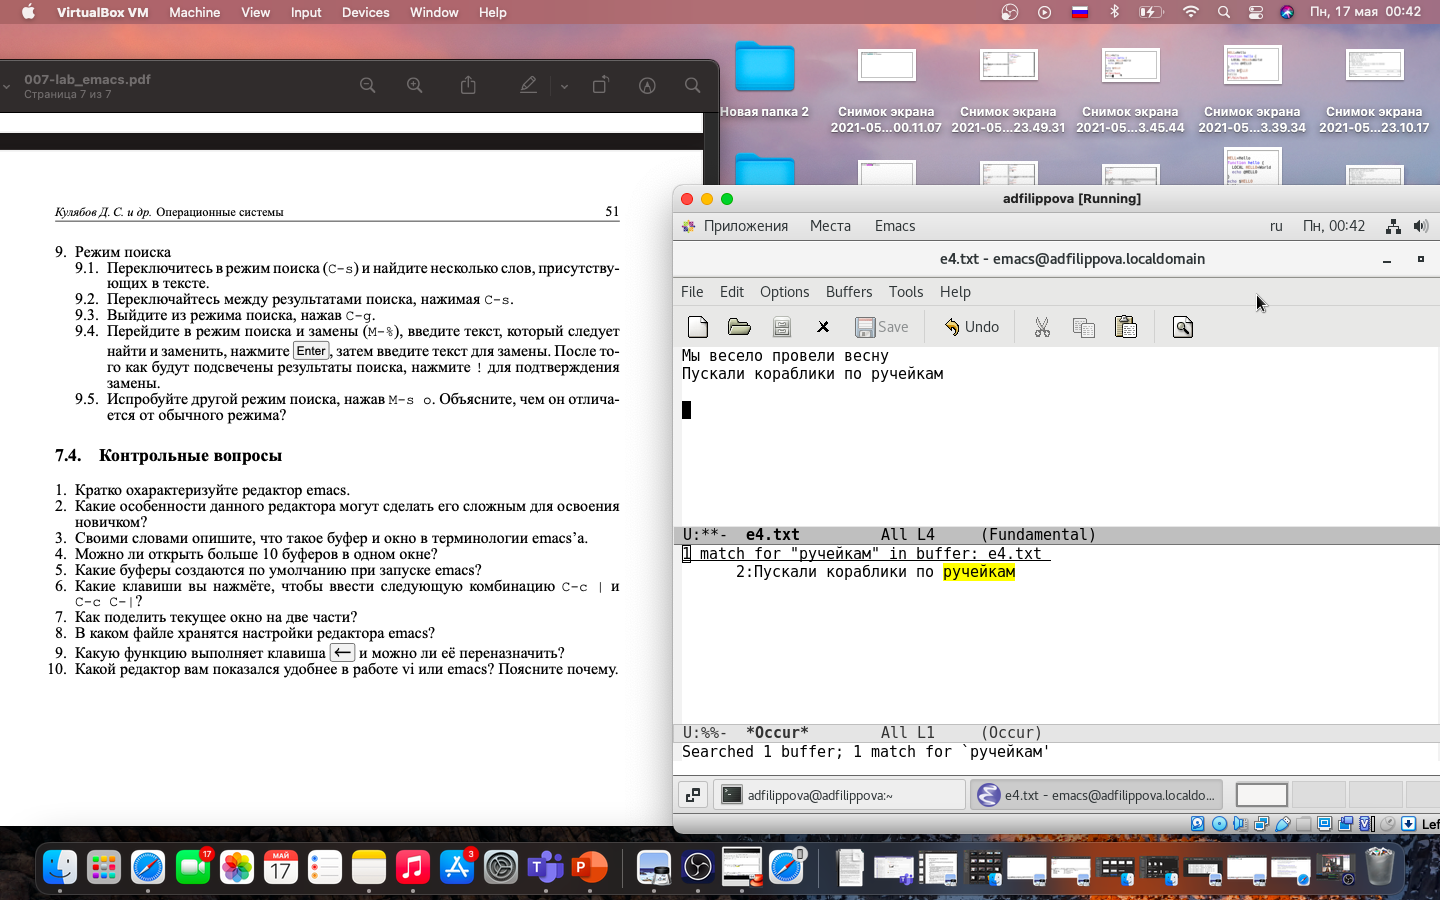 VirtualBox VM Machine View Input Devices Window Help Пн, 17 мая 00:42
007-lab_emacs.pdf
Страница 7 из 7
Новая папка 2
Снимок экрана 2021-05...00.11.07
Снимок экрана 2021-05...23.49.31
Снимок экрана 2021-05...3.45.44
Снимок экрана 2021-05...3.39.34
Снимок экрана 2021-05...23.10.17
Кулябов Д. С. и др. Операционные системы 51
9. Режим поиска
9.1. Переключитесь в режим поиска (C-s) и найдите несколько слов, присутству-
ющих в тексте.
9.2. Переключайтесь между результатами поиска, нажимая C-s.
9.3. Выйдите из режима поиска, нажав C-g.
9.4. Перейдите в режим поиска и замены (M-%), введите текст, который следует
найти и заменить, нажмите Enter, затем введите текст для замены. После то-
го как будут подсвечены результаты поиска, нажмите ! для подтверждения
замены.
9.5. Испробуйте другой режим поиска, нажав M-s o. Объясните, чем он отлича-
ется от обычного режима?
7.4. Контрольные вопросы
1. Кратко охарактеризуйте редактор emacs.
2. Какие особенности данного редактора могут сделать его сложным для освоения
новичком?
3. Своими словами опишите, что такое буфер и окно в терминологии emacs’а.
4. Можно ли открыть больше 10 буферов в одном окне?
5. Какие буферы создаются по умолчанию при запуске emacs?
6. Какие клавиши вы нажмёте, чтобы ввести следующую комбинацию C-c | и
C-c C-|?
7. Как поделить текущее окно на две части?
8. В каком файле хранятся настройки редактора emacs?
9. Какую функцию выполняет клавиша ← и можно ли её переназначить?
10. Какой редактор вам показался удобнее в работе vi или emacs? Поясните почему.
adfilippova [Running]
Приложения Места Emacs ru Пн, 00:42
e4.txt - emacs@adfilippova.localdomain
File Edit Options Buffers Tools Help
Save Undo
Мы весело провели весну
Пускали кораблики по ручейкам
U:**- e4.txt All L4 (Fundamental)
1 match for "ручейкам" in buffer: e4.txt
2:Пускали кораблики по ручейкам
U:%%- *Occur* All L1 (Occur)
Searched 1 buffer; 1 match for `ручейкам'
adfilippova@adfilippova:~ e4.txt - emacs@adfilippova.localdo...
Lef
17
МАЙ
17
3